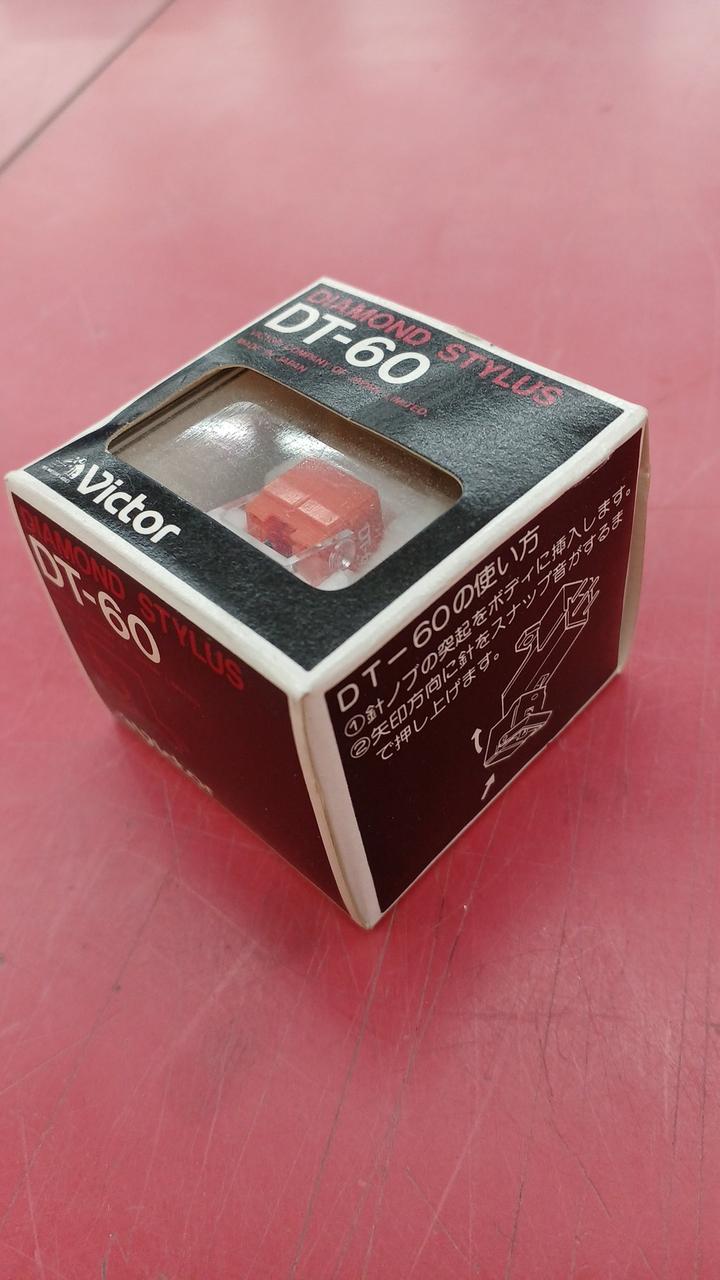 DIAMOND STYLUS
DT-60
VICTOR COMPANY OF JAPAN, LIMITED
MADE IN JAPAN
Victor
DIAMOND STYLUS
DT-60
DT-60の使い方
①針ノブの突起をボディに挿入します。
②矢印方向に針をスナップ音がするま
で押し上げます。